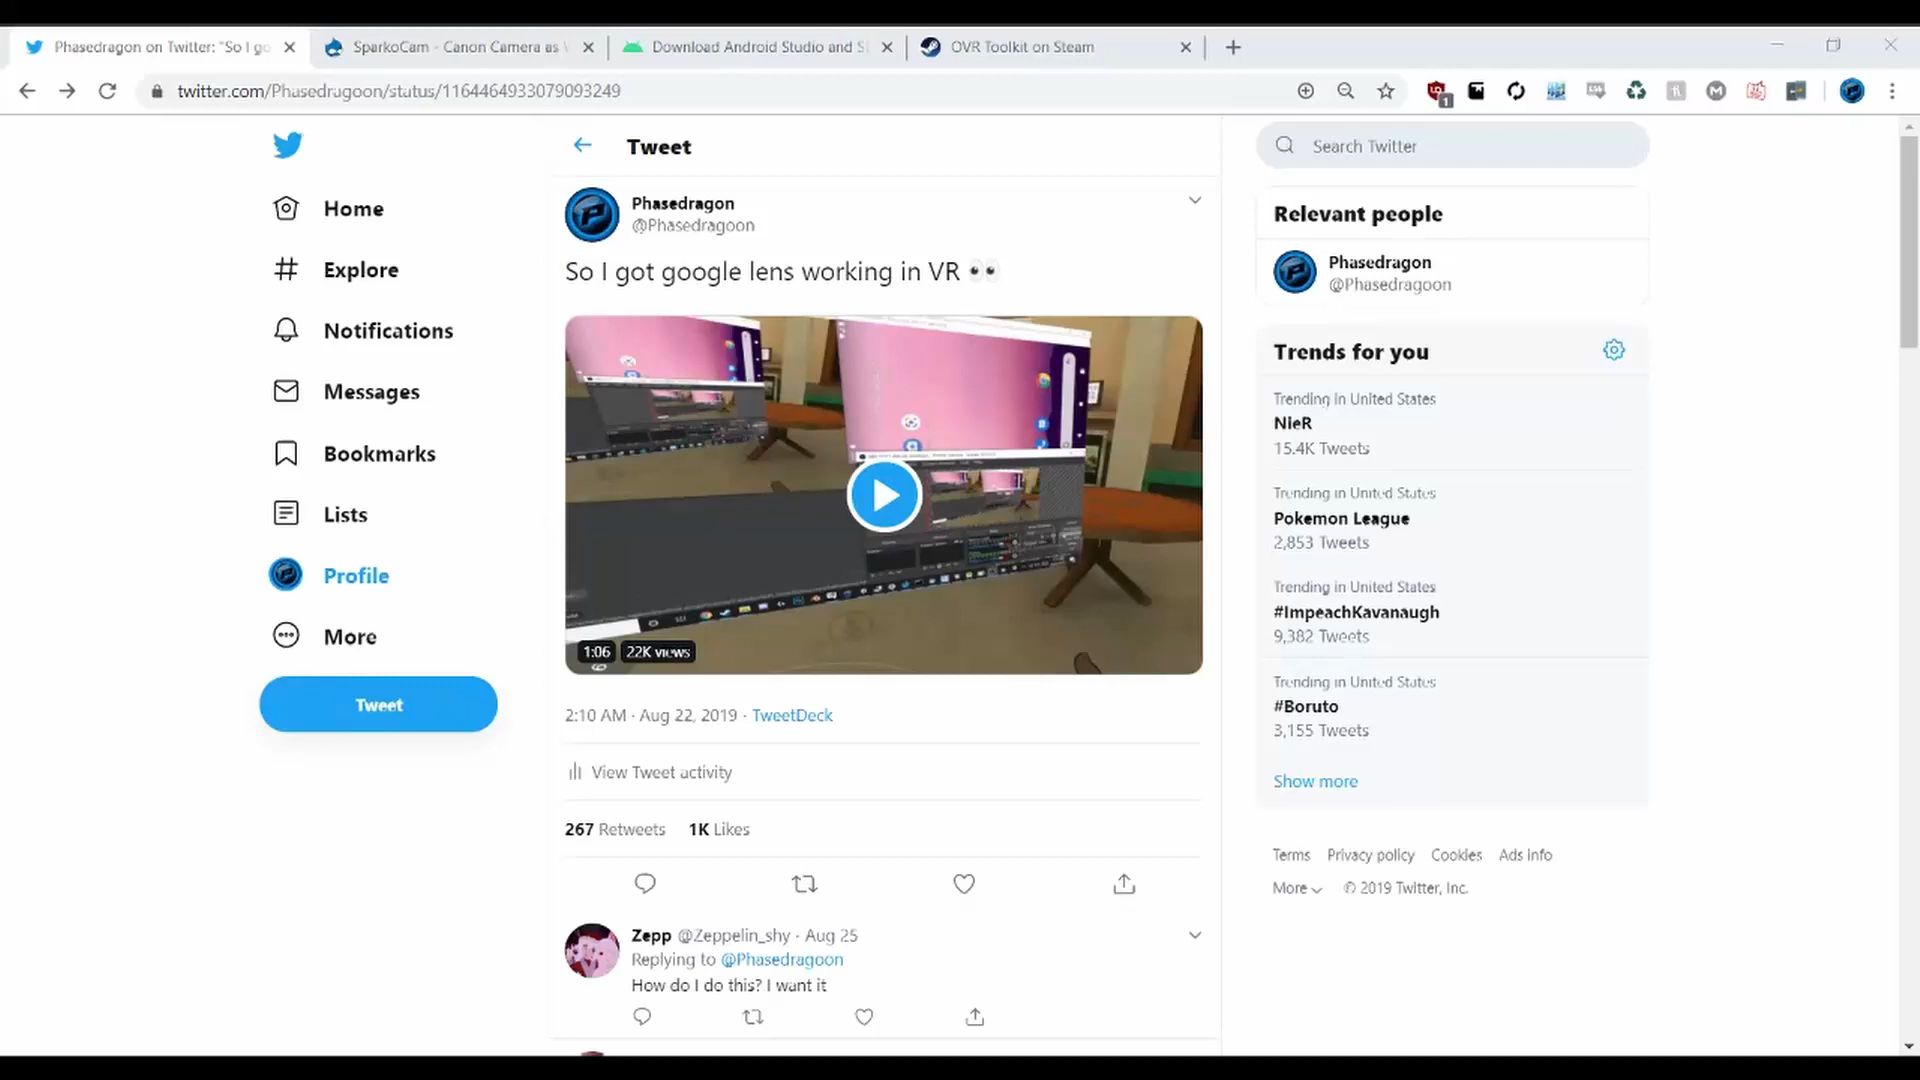 Phasedragon on Twitter: "So I go
SparkoCam - Canon Camera as
Download Android Studio and S
OVR Toolkit on Steam
twitter.com/Phasedragoon/status/1164464933079093249
1
Home
Explore
Notifications
Messages
Bookmarks
Lists
Profile
More
Tweet
Tweet
Phasedragon
@Phasedragoon
So I got google lens working in VR 👀
1:06 22K views
2:10 AM · Aug 22, 2019 · TweetDeck
View Tweet activity
267 Retweets 1K Likes
Zepp @Zeppelin_shy · Aug 25
Replying to @Phasedragoon
How do I do this? I want it
Search Twitter
Relevant people
Phasedragon
@Phasedragoon
Trends for you
Trending in United States
NieR
15.4K Tweets
Trending in United States
Pokemon League
2,853 Tweets
Trending in United States
#ImpeachKavanaugh
9,382 Tweets
Trending in United States
#Boruto
3,155 Tweets
Show more
Terms Privacy policy Cookies Ads info
More © 2019 Twitter, Inc.